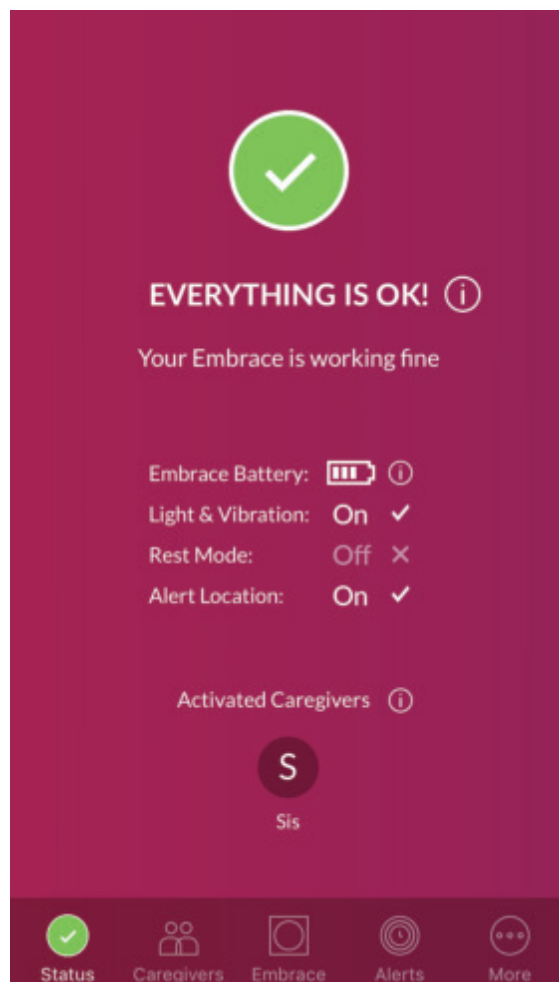 EVERYTHING IS OK! i
Your Embrace is working fine
Embrace Battery: i
Light & Vibration: On
Rest Mode: Off
Alert Location: On
Activated Caregivers i
S
Sis
Status Caregivers Embrace Alerts More